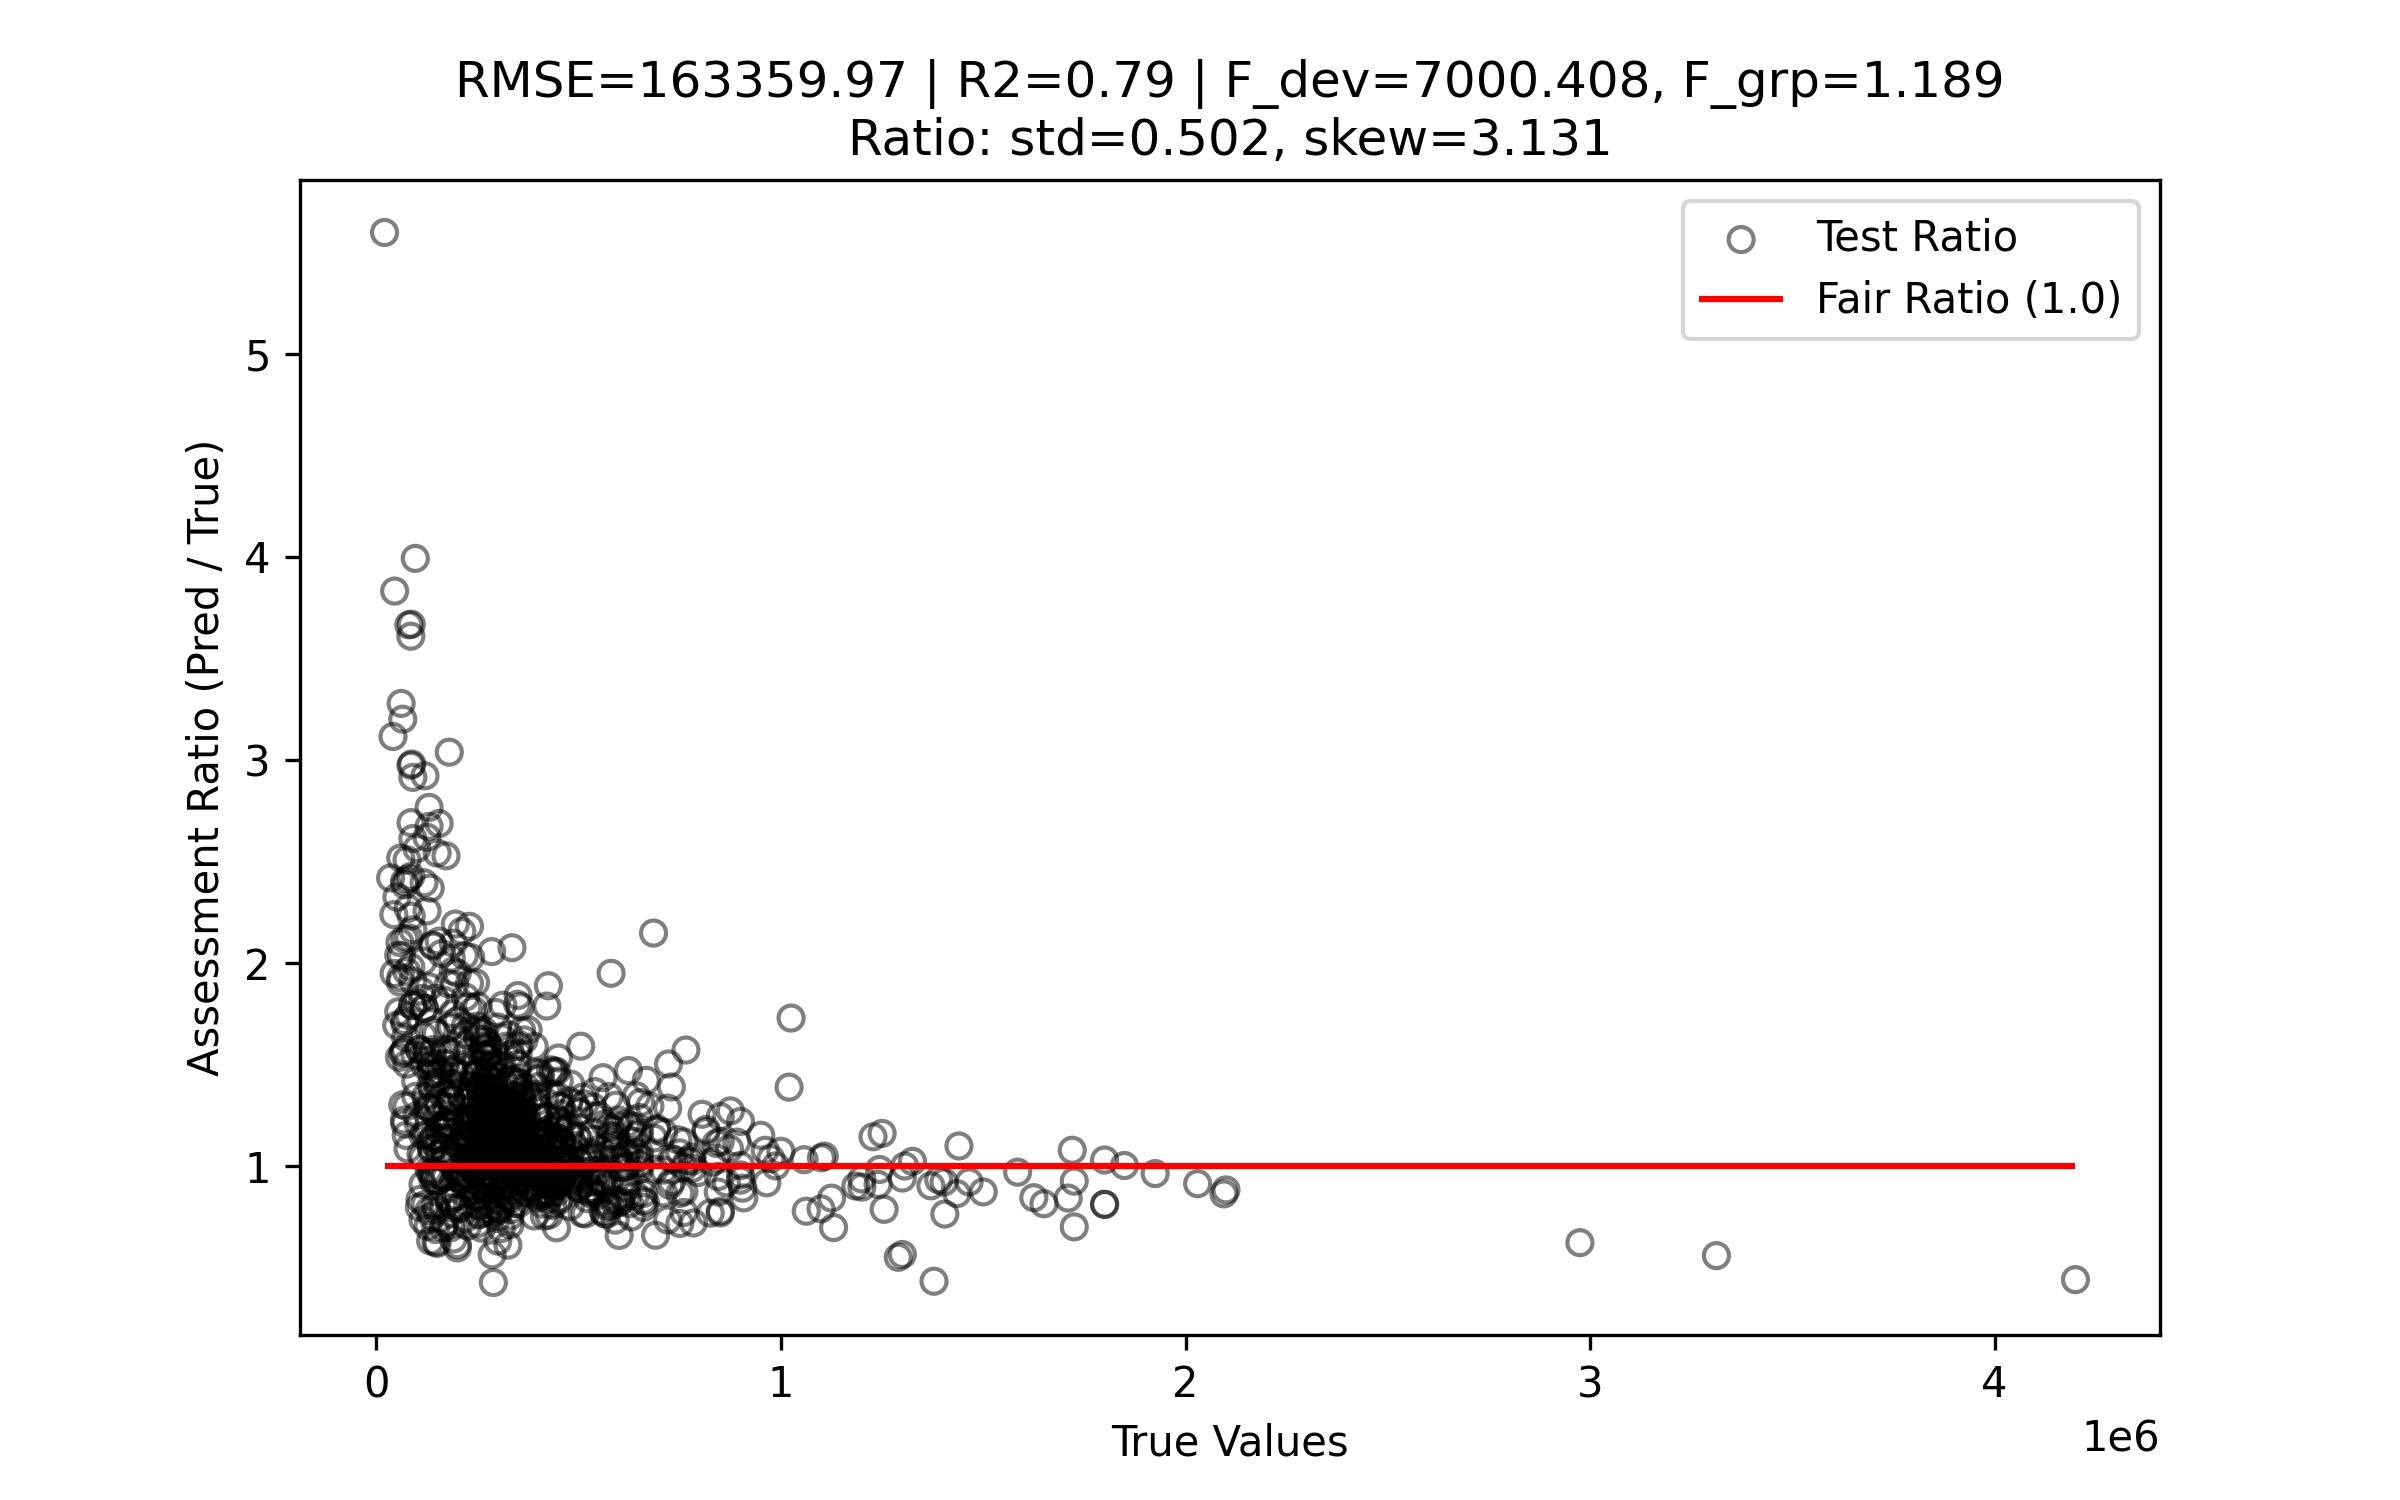 RMSE=163359.97 | R2=0.79 | F_dev=7000.408, F_grp=1.189
Ratio: std=0.502, skew=3.131
Test Ratio
Fair Ratio (1.0)
Assessment Ratio (Pred / True)
5
4
3
2
1
0 1 2 3 4
1e6
True Values